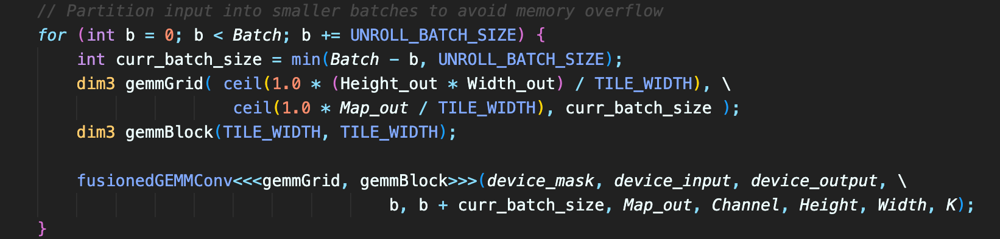 // Partition input into smaller batches to avoid memory overflow
for (int b = 0; b < Batch; b += UNROLL_BATCH_SIZE) {
int curr_batch_size = min(Batch - b, UNROLL_BATCH_SIZE);
dim3 gemmGrid( ceil(1.0 * (Height_out * Width_out) / TILE_WIDTH), \
ceil(1.0 * Map_out / TILE_WIDTH), curr_batch_size );
dim3 gemmBlock(TILE_WIDTH, TILE_WIDTH);
fusionedGEMMConv<<<gemmGrid, gemmBlock>>>(device_mask, device_input, device_output, \
b, b + curr_batch_size, Map_out, Channel, Height, Width, K);
}